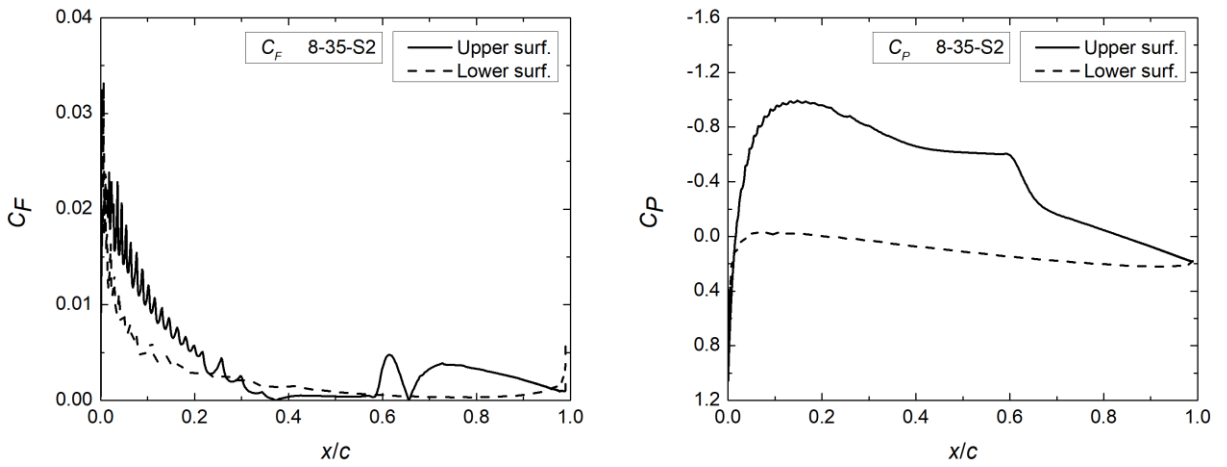 0.04
C_F 8-35-S2
Upper surf.
Lower surf.
0.03
0.02
0.01
0.00
C_F
0.0 0.2 0.4 0.6 0.8 1.0
x/c
-1.6
C_P 8-35-S2
Upper surf.
Lower surf.
-1.2
-0.8
-0.4
0.0
0.4
0.8
1.2
C_P
0.0 0.2 0.4 0.6 0.8 1.0
x/c